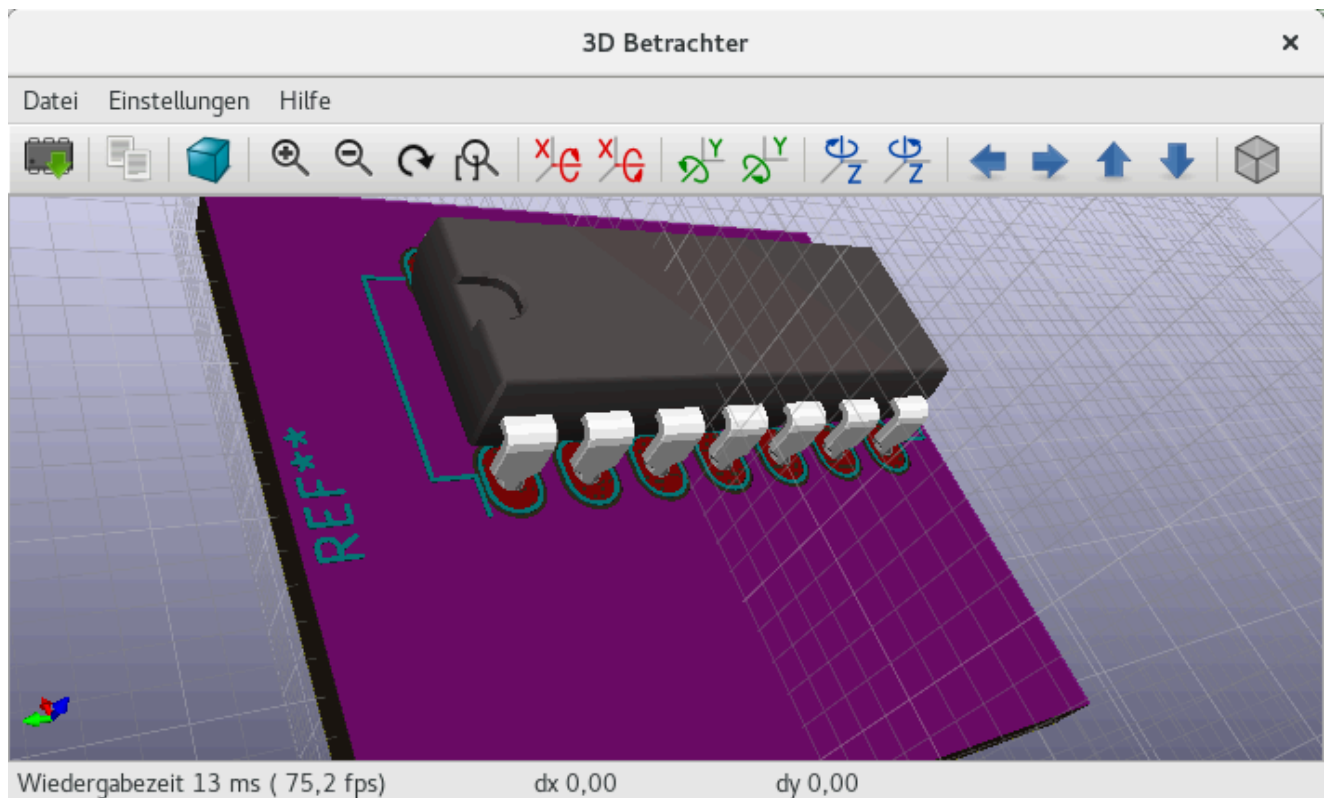 3D Betrachter
Datei Einstellungen Hilfe
X X Y Y Z Z
REF**
Wiedergabezeit 13 ms ( 75,2 fps) dx 0,00 dy 0,00